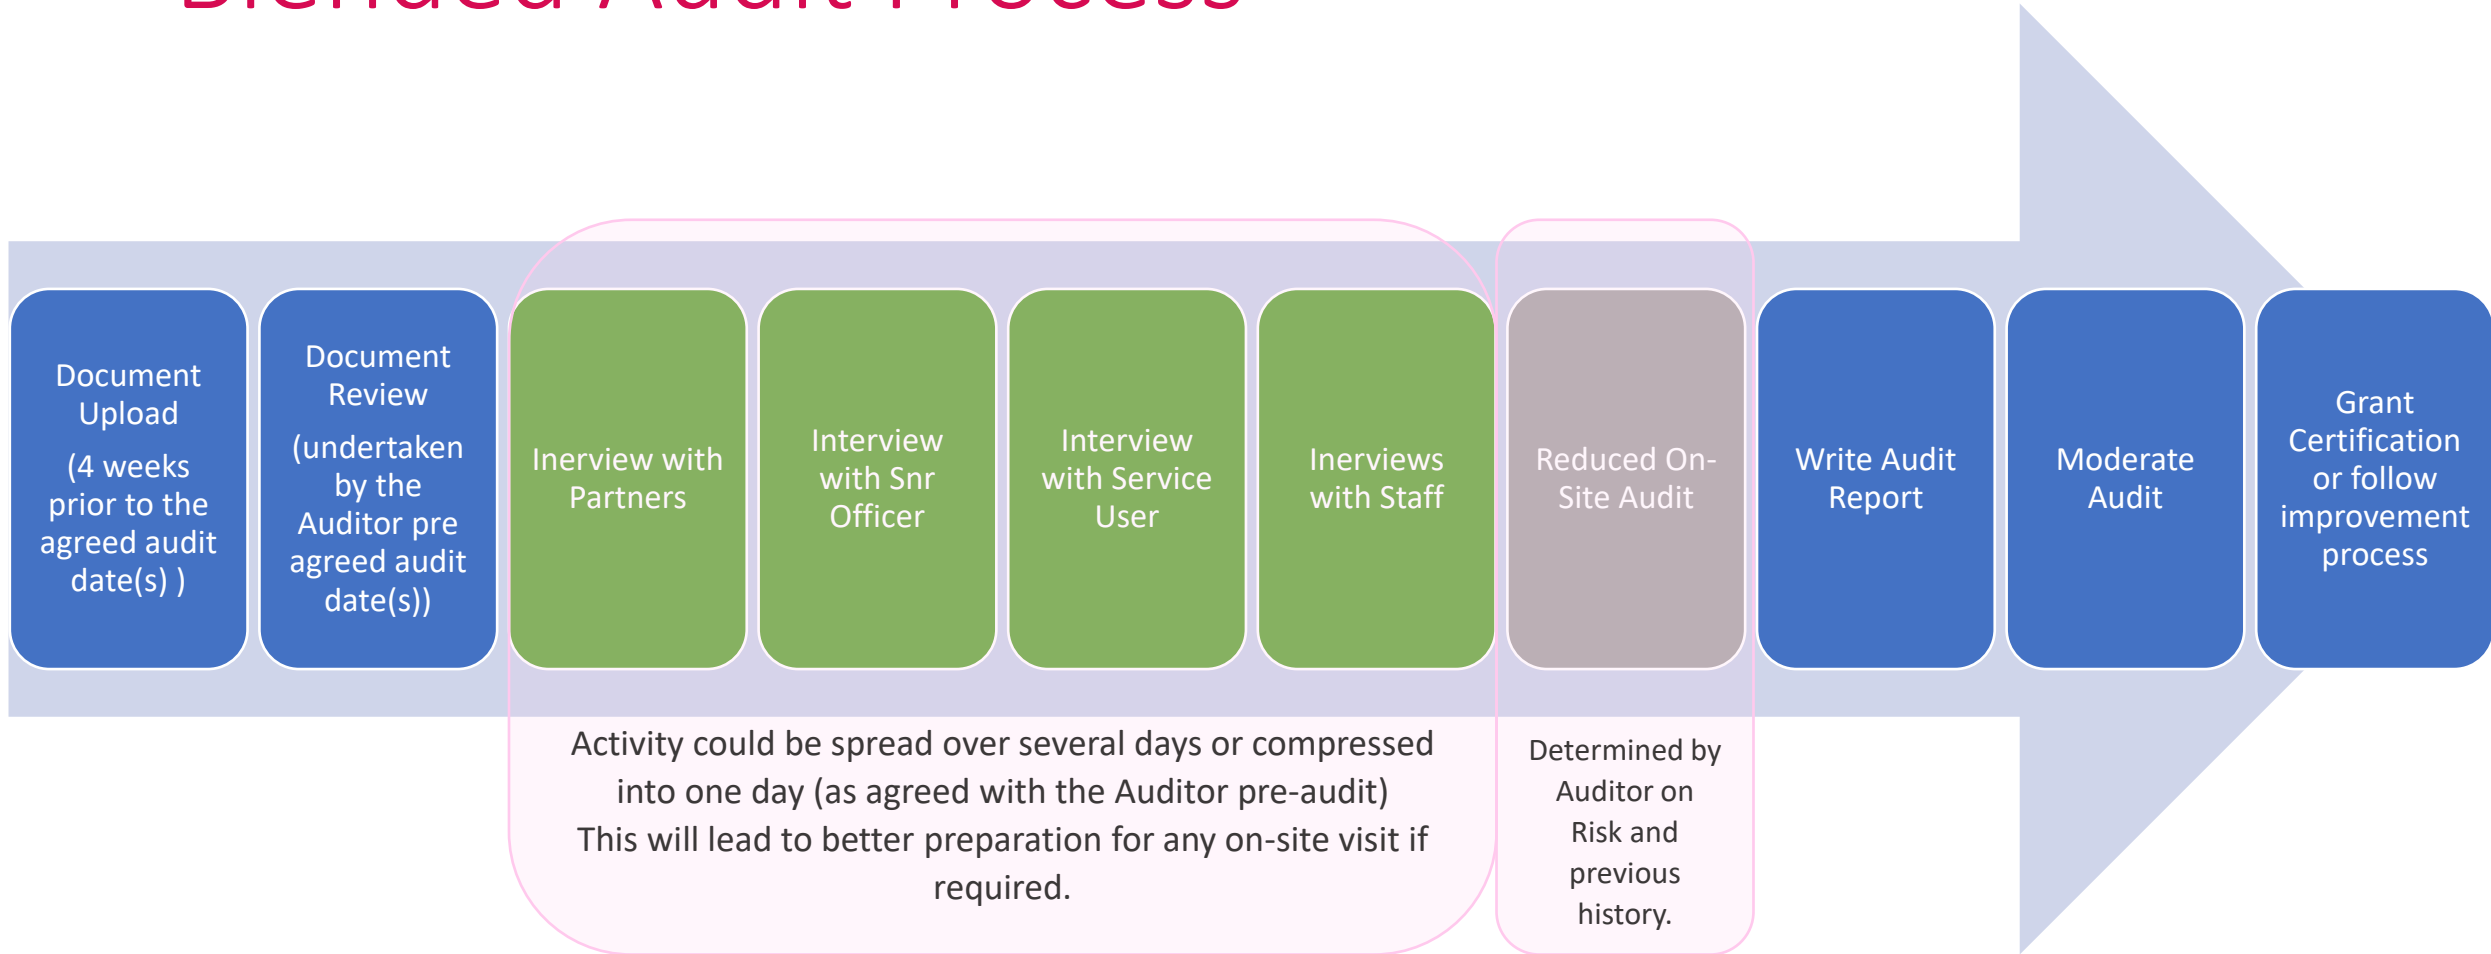 Blended Audit Process
Document
Upload
(4 weeks
prior to the
agreed audit
date(s) )
Document
Review
(undertaken
by the
Auditor pre
agreed audit
date(s))
Inerview with
Partners
Interview
with Snr
Officer
Interview
with Service
User
Inerviews
with Staff
Reduced On-
Site Audit
Write Audit
Report
Moderate
Audit
Grant
Certification
or follow
improvement
process
Activity could be spread over several days or compressed
into one day (as agreed with the Auditor pre-audit)
This will lead to better preparation for any on-site visit if
required.
Determined by
Auditor on
Risk and
previous
history.